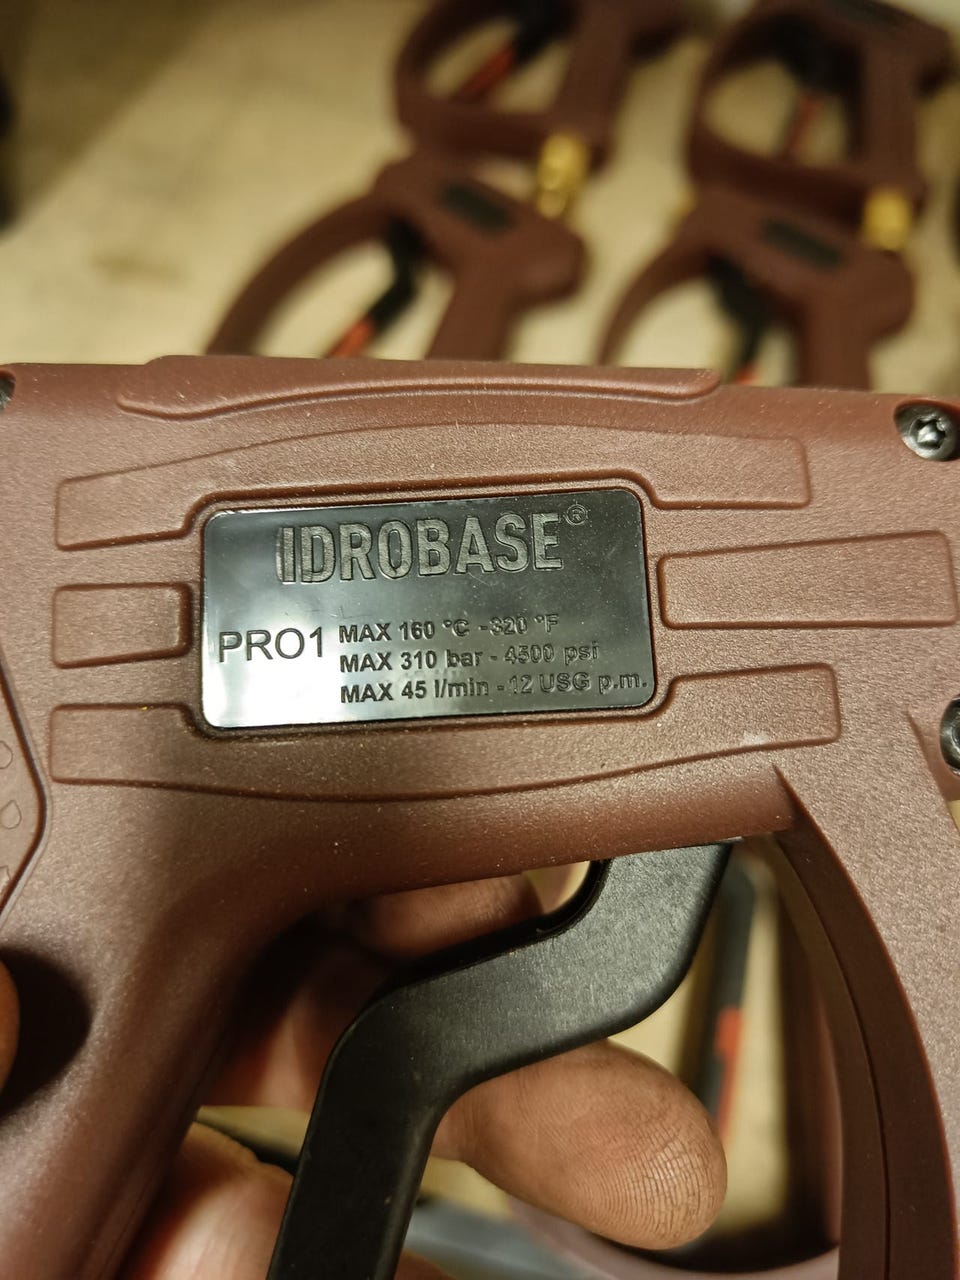 IDROBASE®
PRO1
MAX 160 °C -320 °F
MAX 310 bar - 4500 psi
MAX 45 l/min - 12 USG p.m.